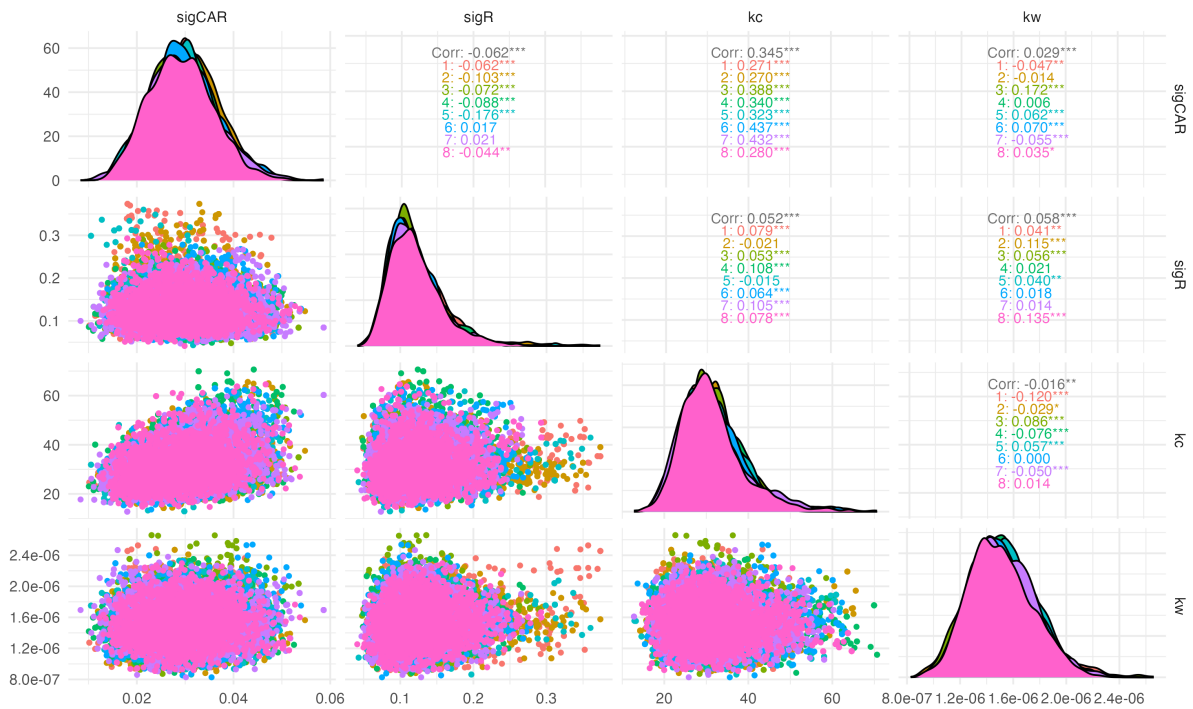 sigCAR
sigR
kc
kw
60
40
20
0
Corr: -0.062***
1: -0.062***
2: -0.103***
3: -0.072***
4: -0.088***
5: -0.176***
6: 0.017
7: 0.021
8: -0.044**
Corr: 0.345***
1: 0.271***
2: 0.270***
3: 0.388***
4: 0.340***
5: 0.323***
6: 0.437***
7: 0.432***
8: 0.280***
Corr: 0.029***
1: -0.047**
2: -0.014
3: 0.172***
4: 0.006
5: 0.062***
6: 0.070***
7: -0.055***
8: 0.035*
sigCAR
0.3
0.2
0.1
Corr: 0.052***
1: 0.079***
2: -0.021
3: 0.053***
4: 0.108***
5: -0.015
6: 0.064***
7: 0.105***
8: 0.078***
Corr: 0.058***
1: 0.041**
2: 0.115***
3: 0.056***
4: 0.021
5: 0.040**
6: 0.018
7: 0.014
8: 0.135***
sigR
60
40
20
Corr: -0.016**
1: -0.120***
2: -0.029*
3: 0.086***
4: -0.076***
5: 0.057***
6: 0.000
7: -0.050***
8: 0.014
kc
2.4e-06
2.0e-06
1.6e-06
1.2e-06
8.0e-07
kw
0.02 0.04 0.06
0.1 0.2 0.3
20 40 60
8.0e-07 1.2e-06 1.6e-06 2.0e-06 2.4e-06